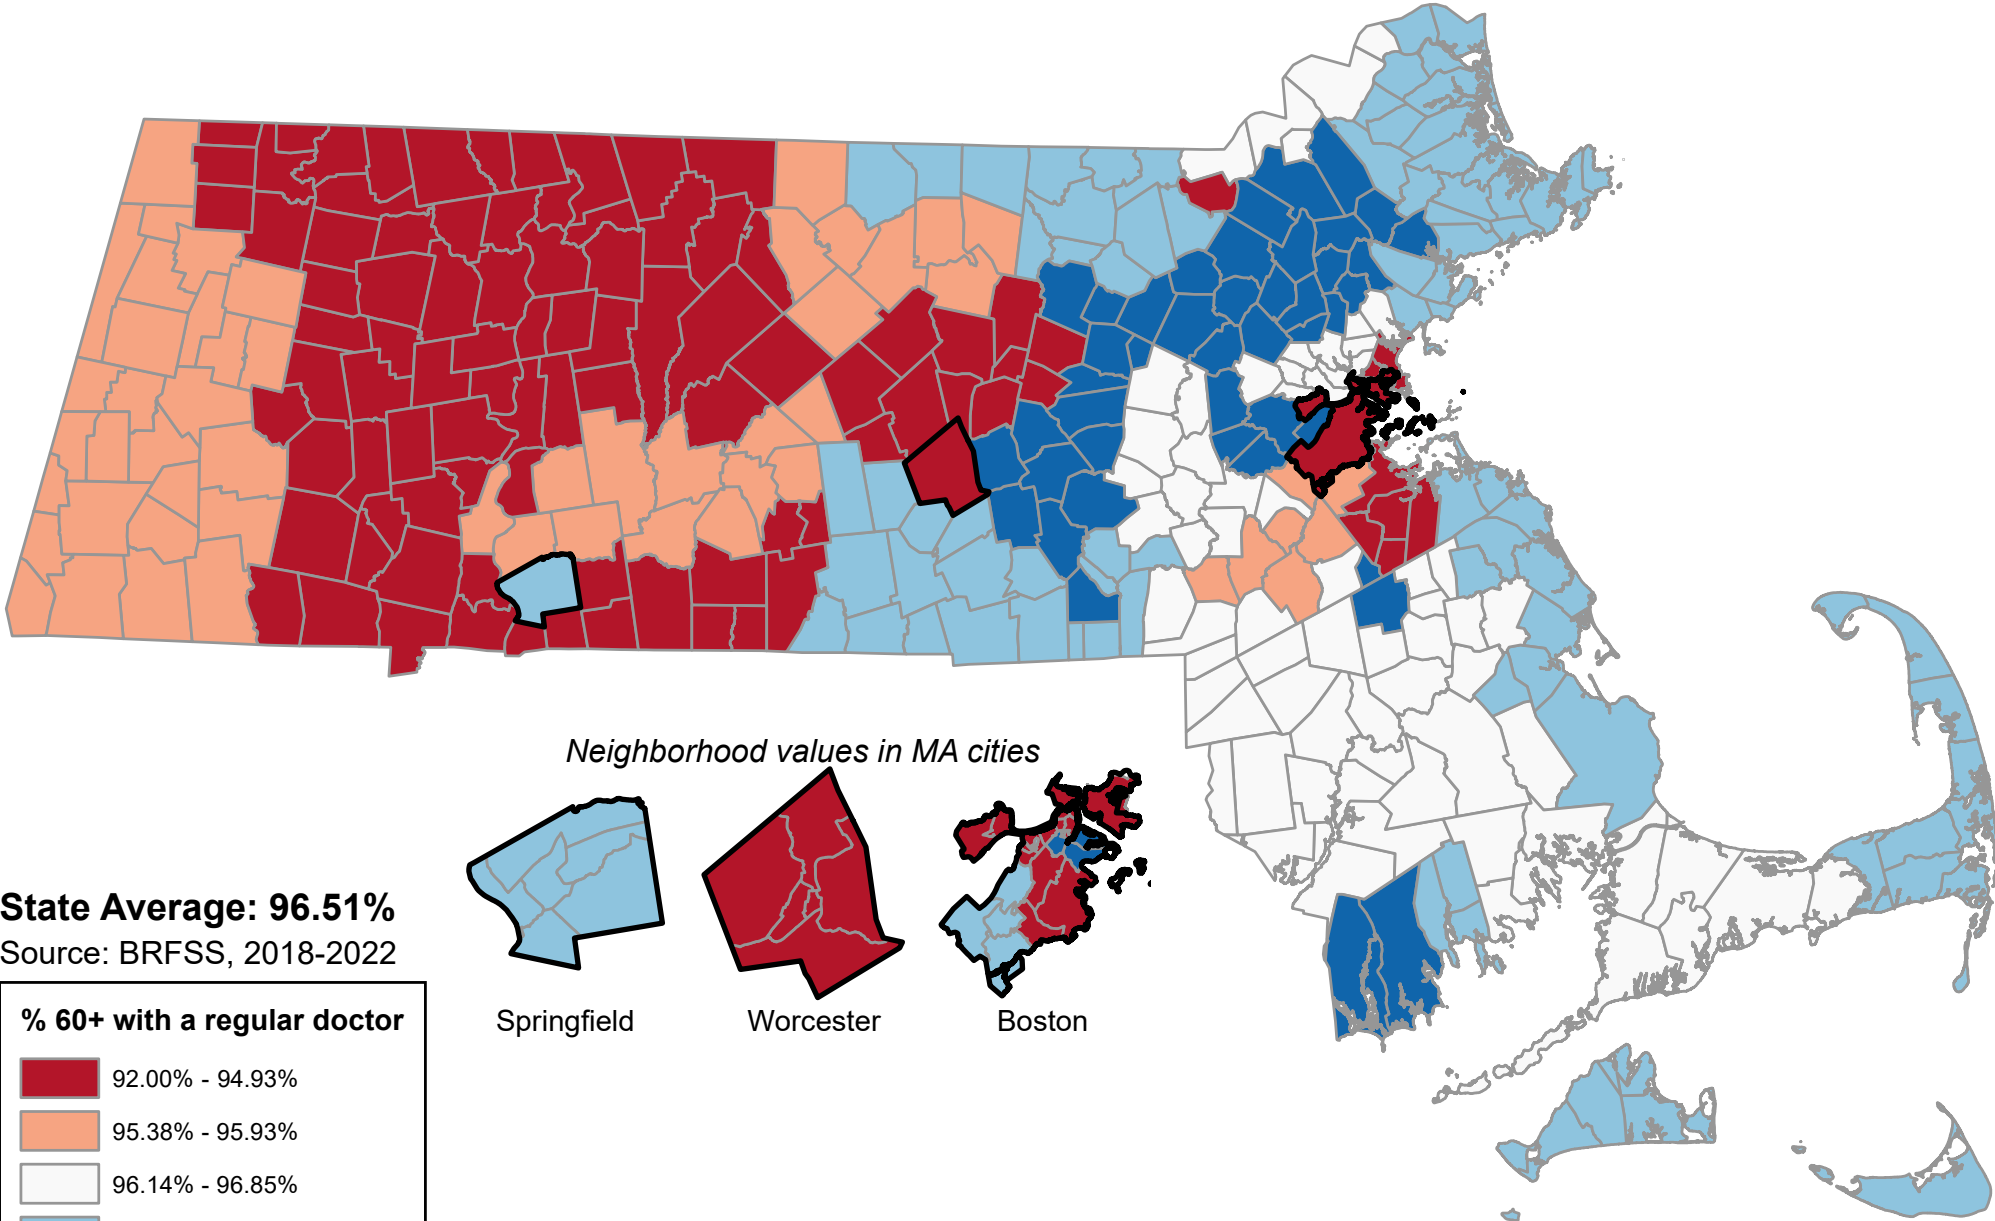 Neighborhood values in MA cities
State Average: 96.51%
Source: BRFSS, 2018-2022
Springfield
Worcester
Boston
% 60+ with a regular doctor
92.00% - 94.93%
95.38% - 95.93%
96.14% - 96.85%